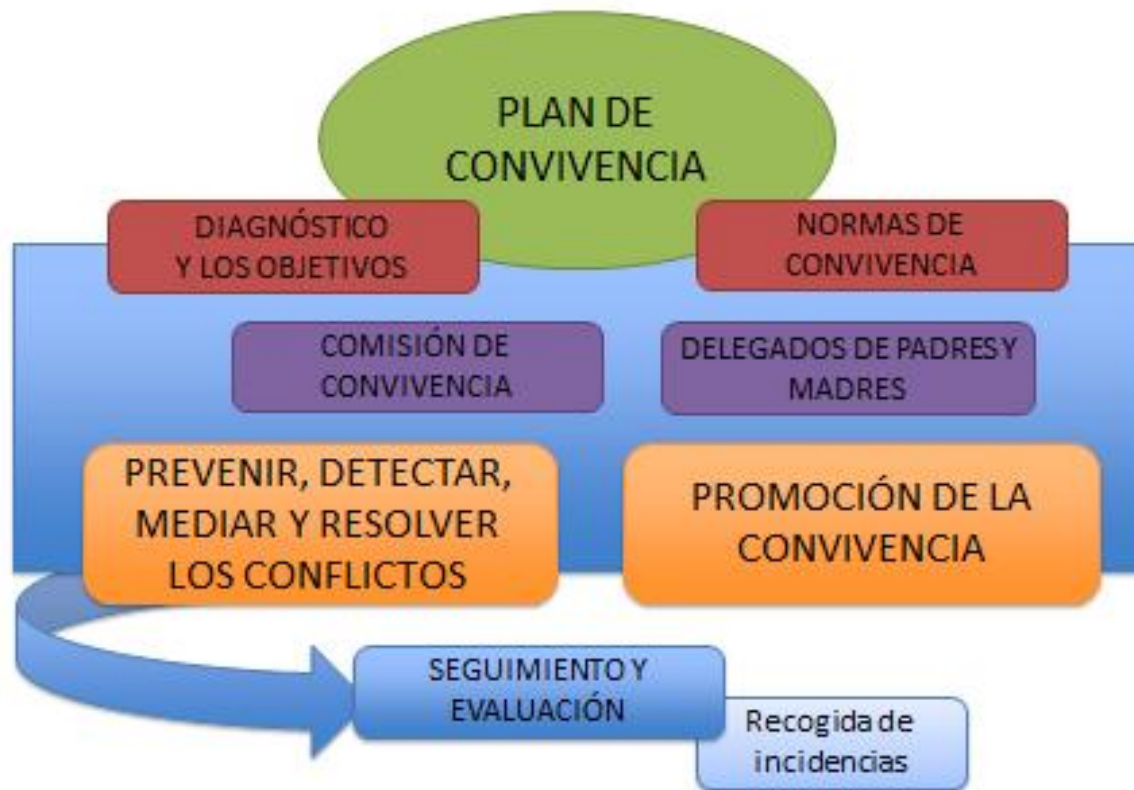 PLAN DE
CONVIVENCIA
DIAGNÓSTICO
Y LOS OBJETIVOS
NORMAS DE
CONVIVENCIA
COMISIÓN DE
CONVIVENCIA
DELEGADOS DE PADRES Y
MADRES
PREVENIR, DETECTAR,
MEDIAR Y RESOLVER
LOS CONFLICTOS
PROMOCIÓN DE LA
CONVIVENCIA
SEGUIMIENTO Y
EVALUACIÓN
Recogida de
incidencias